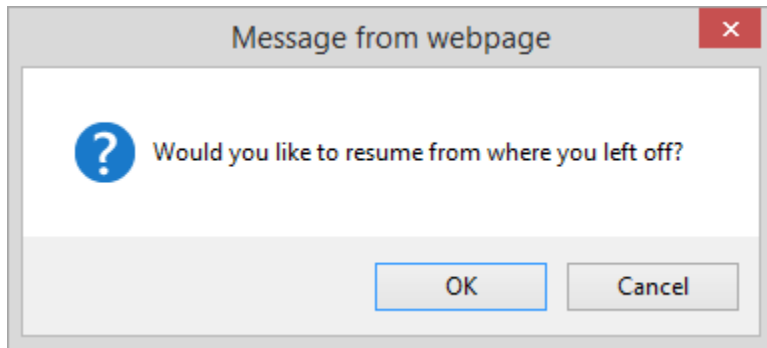 Message from webpage
Would you like to resume from where you left off?
OK
Cancel